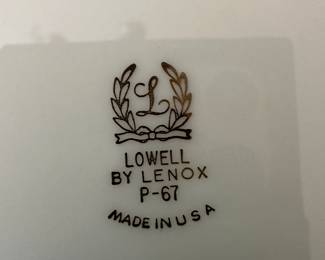 L
LOWELL
BY LENOX
P-67
MADE IN USA